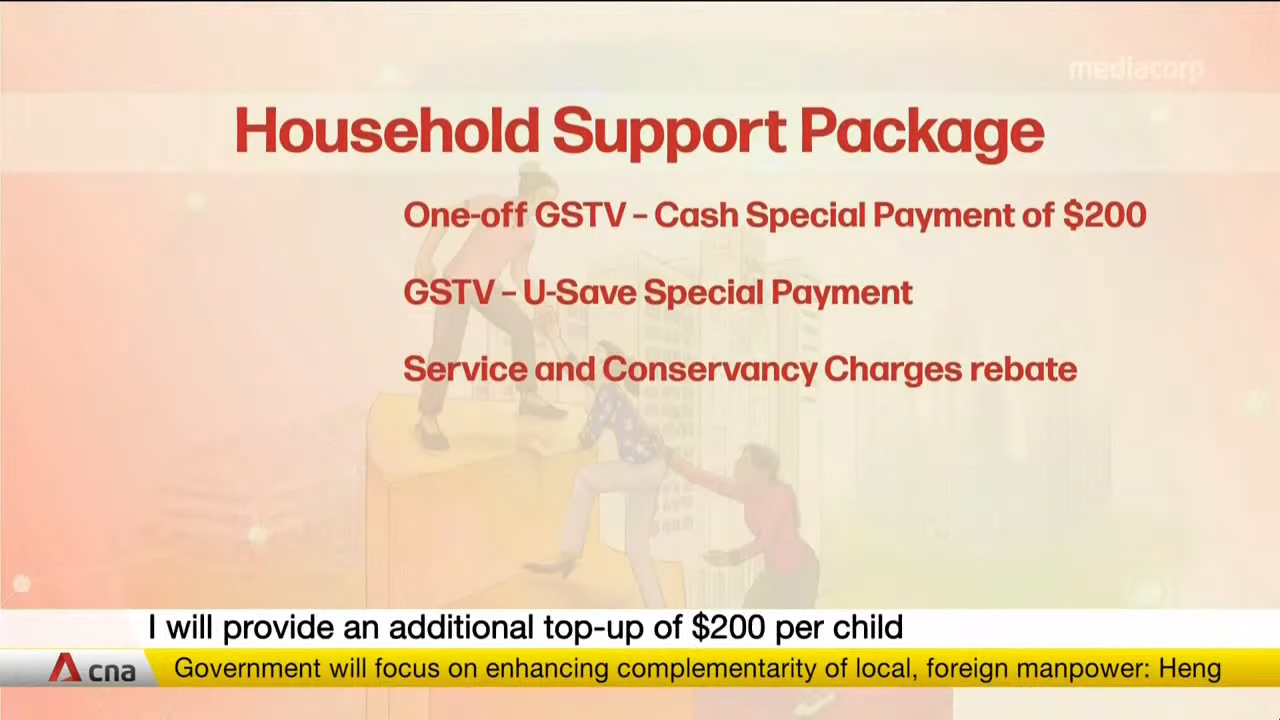 mediacorp
Household Support Package
One-off GSTV – Cash Special Payment of $200
GSTV – U-Save Special Payment
Service and Conservancy Charges rebate
I will provide an additional top-up of $200 per child
cna
Government will focus on enhancing complementarity of local, foreign manpower: Heng